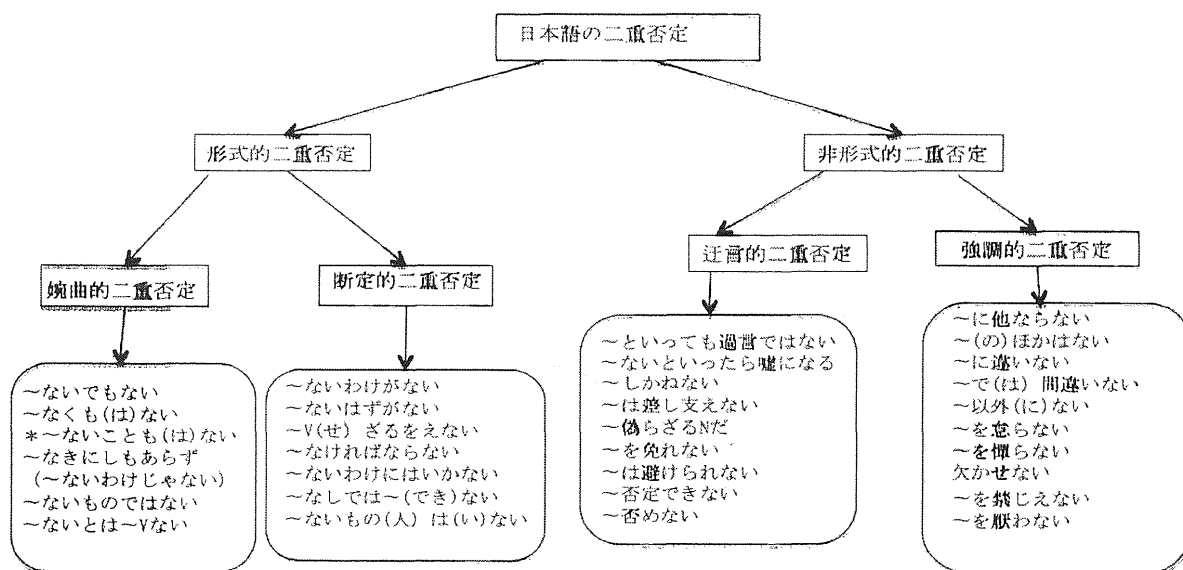 日本語の二重否定
形式的二重否定
非形式的二重否定
婉曲的二重否定
断定的二重否定
迂言的二重否定
強調的二重否定
～ないでもない
～なくも(は)ない
*～ないことも(は)ない
～なきにしもあらず
(～ないわけじゃない)
～ないものではない
～ないとは～Vない
～ないわけがない
～ないはずがない
～V(せ) ざるをえない
～なければならない
～ないわけにはいかない
～なしでは～(でき)ない
～ないもの(人) は(い)ない
～といっても過言ではない
～ないといったら嘘になる
～しかねない
～は差し支えない
～偽らざるNだ
～を免れない
～は避けられない
～否定できない
～否めない
～に他ならない
～(の)ほかはない
～に違いない
～で(は) 間違いない
～以外(に)ない
～を怠らない
～を憚らない
欠かせない
～を禁じえない
～を厭わない